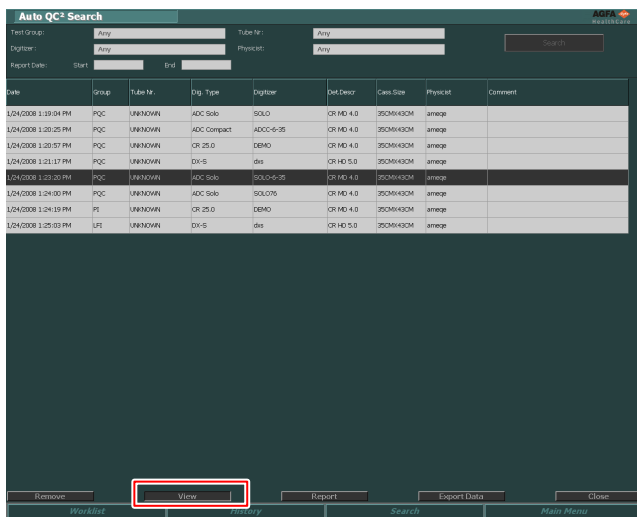 Auto QC² Search
AGFA
HealthCare
Test Group: Any Tube Nr: Any
Digitizer: Any Physicist: Any
Search
Report Date: Start End
Date Group Tube Nr. Dig. Type Digitizer Det.Descr Cass.Size Physicist Comment
1/24/2008 1:19:04 PM PQC UNKNOWN ADC Solo SOLO CR MD 4.0 35CMX43CM ameqe
1/24/2008 1:20:25 PM PQC UNKNOWN ADC Compact ADCC-6-35 CR MD 4.0 35CMX43CM ameqe
1/24/2008 1:20:57 PM PQC UNKNOWN CR 25.0 DEMO CR MD 4.0 35CMX43CM ameqe
1/24/2008 1:21:17 PM PQC UNKNOWN DX-S dxs CR HD 5.0 35CMX43CM ameqe
1/24/2008 1:23:20 PM PQC UNKNOWN ADC Solo SOLO-6-35 CR MD 4.0 35CMX43CM ameqe
1/24/2008 1:24:00 PM PQC UNKNOWN ADC Solo SOLO76 CR MD 4.0 35CMX43CM ameqe
1/24/2008 1:24:19 PM PI UNKNOWN CR 25.0 DEMO CR MD 4.0 35CMX43CM ameqe
1/24/2008 1:25:03 PM LFI UNKNOWN DX-S dxs CR HD 5.0 35CMX43CM ameqe
Remove View Report Export Data Close
Worklist History Search Main Menu